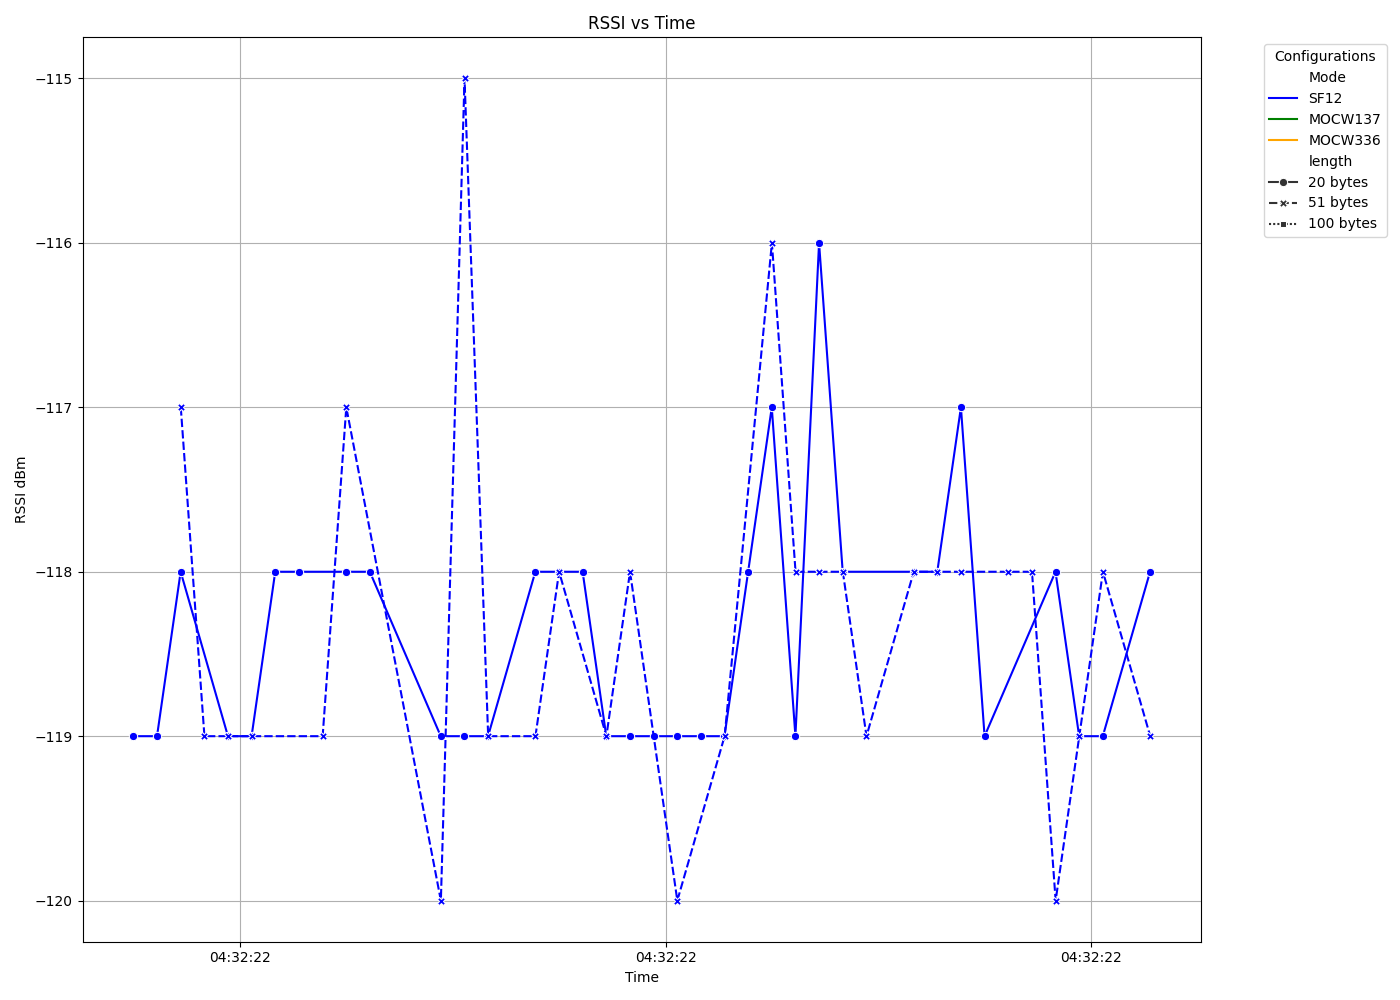 RSSI vs Time
−115
−116
−117
−118
−119
−120
RSSI dBm
04:32:22
04:32:22
04:32:22
Time
Configurations
Mode
SF12
MOCW137
MOCW336
length
20 bytes
51 bytes
100 bytes